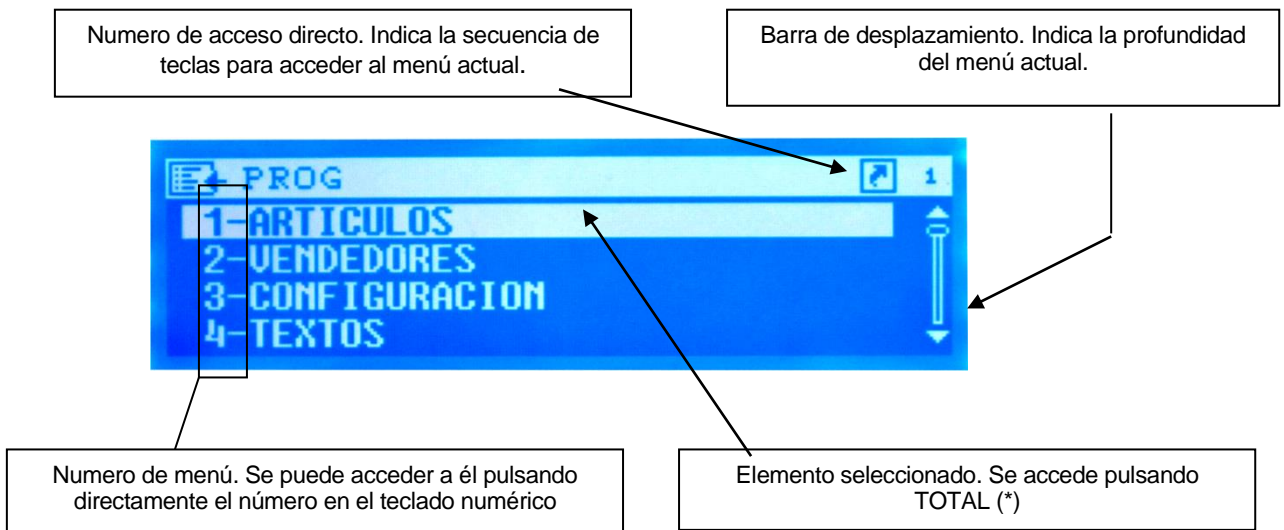 Numero de acceso directo. Indica la secuencia de
teclas para acceder al menú actual.
Barra de desplazamiento. Indica la profundidad
del menú actual.
PROG 1
1-ARTICULOS
2-VENDEDORES
3-CONFIGURACION
4-TEXTOS
Numero de menú. Se puede acceder a él pulsando
directamente el número en el teclado numérico
Elemento seleccionado. Se accede pulsando
TOTAL (*)